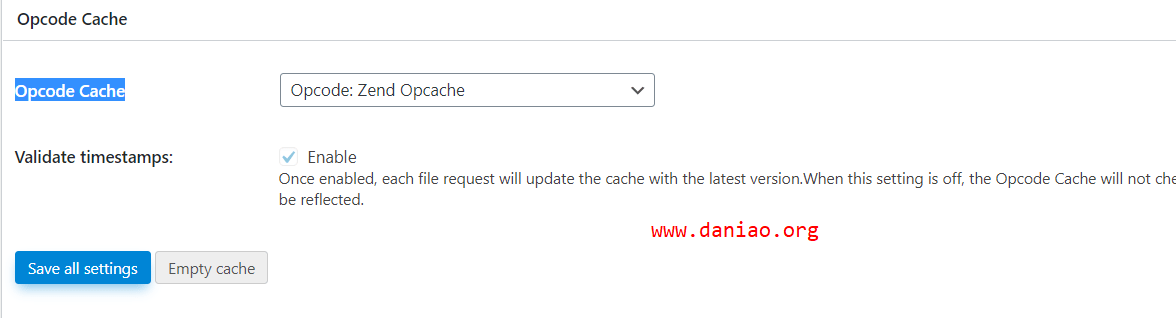 Opcode Cache
Opcode Cache
Opcode: Zend Opcache
Validate timestamps:
Enable
Once enabled, each file request will update the cache with the latest version.When this setting is off, the Opcode Cache will not
be reflected.
www.daniao.org
Save all settings
Empty cache